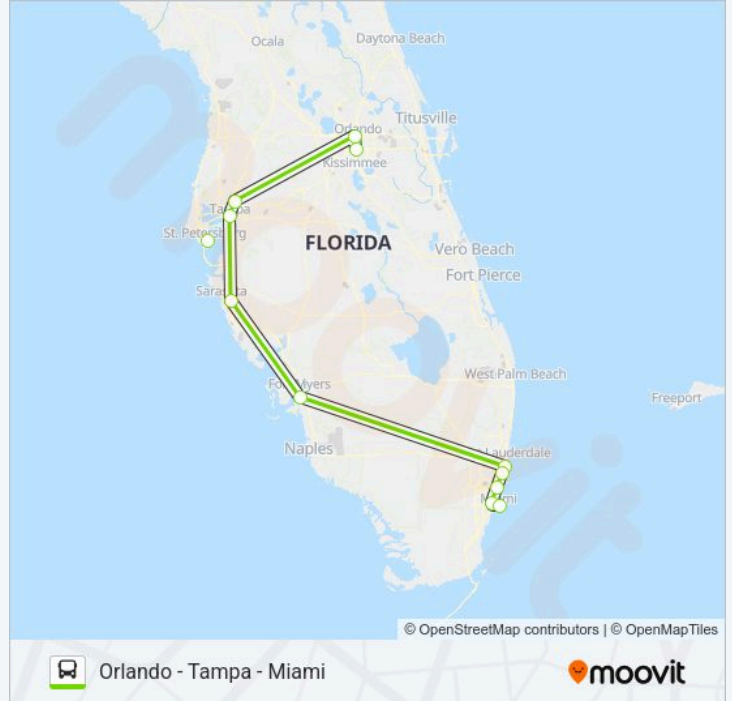 Ocala
Daytona Beach
Titusville
Orlando
Kissimmee
Tampa
St. Petersburg
FLORIDA
Vero Beach
Fort Pierce
Sarasota
West Palm Beach
Fort Myers
Freeport
Naples
Lauderdale
Miami
© OpenStreetMap contributors | © OpenMapTiles
Orlando - Tampa - Miami
moovit